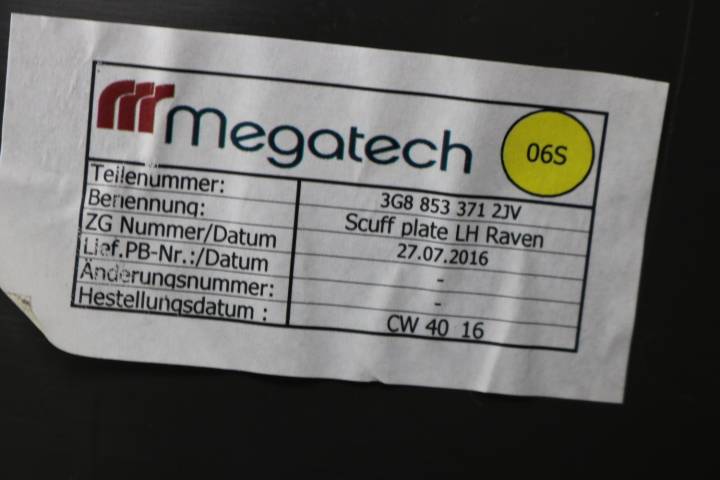 megatech 06S
Teilenummer: 3G8 853 371 2JV
Benennung: Scuff plate LH Raven
ZG Nummer/Datum 27.07.2016
Lief.PB-Nr.:/Datum -
Änderungsnummer: -
Hestellungsdatum : CW 40 16